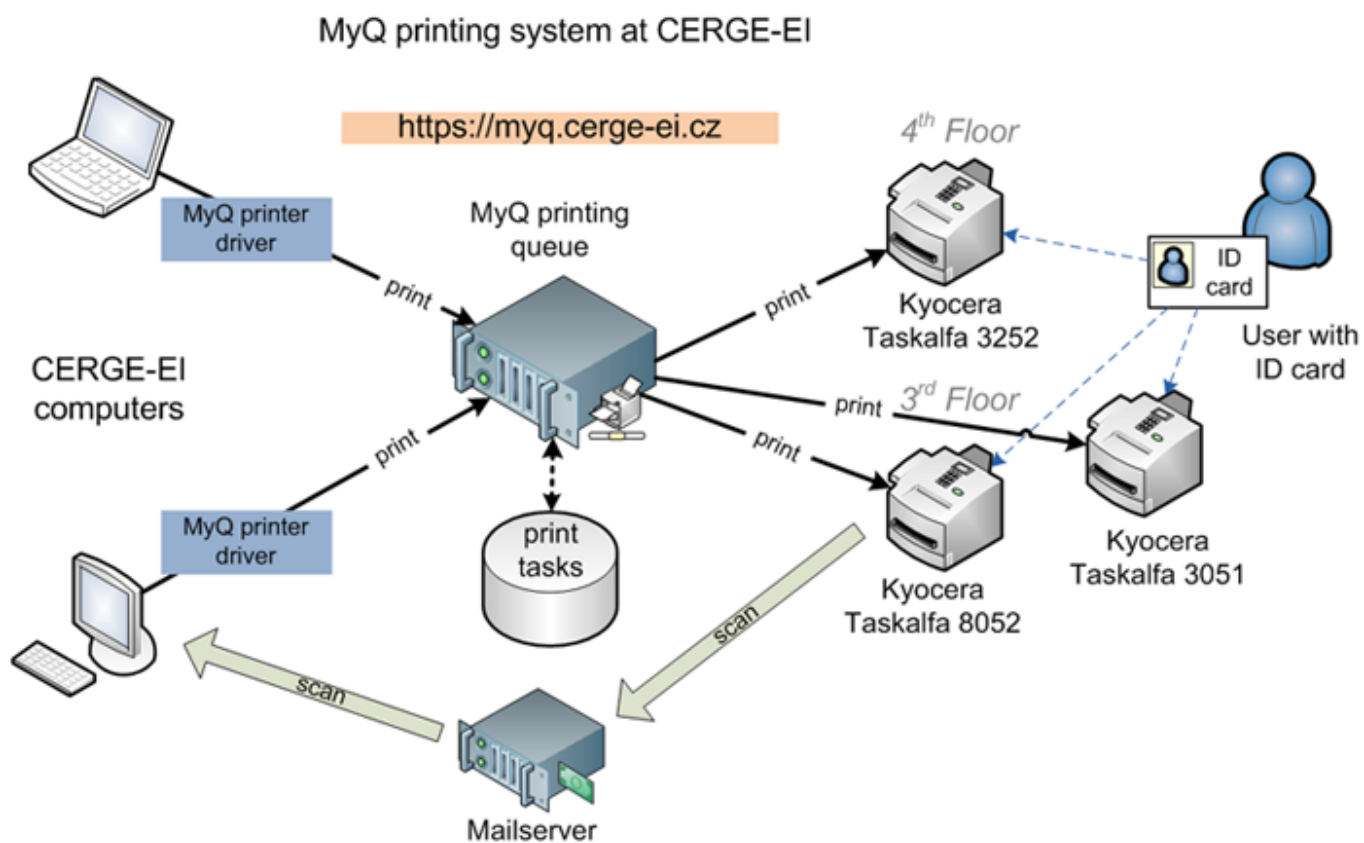 MyQ printing system at CERGE-EI
https://myq.cerge-ei.cz
4th Floor
MyQ printer
driver
MyQ printing
queue
print
print
ID
card
Kyocera
Taskalfa 3252
User with
ID card
CERGE-EI
computers
3rd Floor
print
print
print
MyQ printer
driver
print
tasks
Kyocera
Taskalfa 3051
Kyocera
Taskalfa 8052
scan
scan
Mailserver